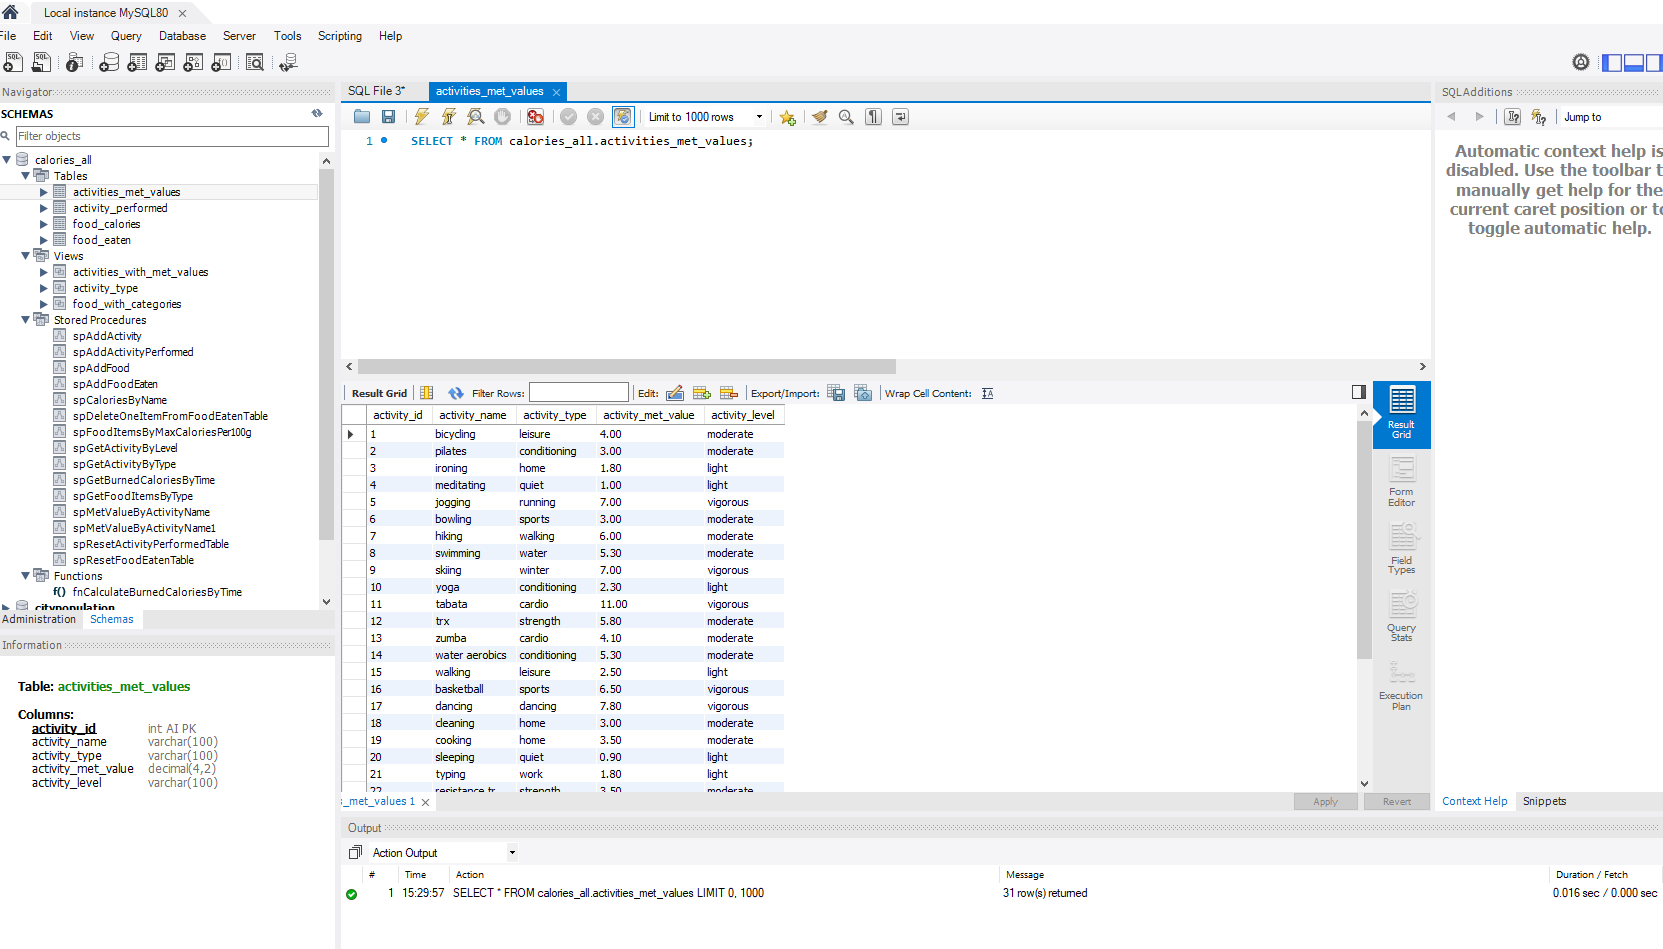 Local instance MySQL80
File Edit View Query Database Server Tools Scripting Help
Navigator
SCHEMAS
Filter objects
calories_all
Tables
activities_met_values
activity_performed
food_calories
food_eaten
Views
activities_with_met_values
activity_type
food_with_categories
Stored Procedures
spAddActivity
spAddActivityPerformed
spAddFood
spAddFoodEaten
spCaloriesByName
spDeleteOneItemFromFoodEatenTable
spFoodItemsByMaxCaloriesPer100g
spGetActivityByLevel
spGetActivityByType
spGetBurnedCaloriesByTime
spGetFoodItemsByType
spMetValueByActivityName
spMetValueByActivityName1
spResetActivityPerformedTable
spResetFoodEatenTable
Functions
f() fnCalculateBurnedCaloriesByTime
citypopulation
Administration Schemas
Information
Table: activities_met_values
Columns:
activity_id int AI PK
activity_name varchar(100)
activity_type varchar(100)
activity_met_value decimal(4,2)
activity_level varchar(100)
SQL File 3* activities_met_values
Limit to 1000 rows
1 SELECT * FROM calories_all.activities_met_values;
Result Grid Filter Rows: Edit: Export/Import: Wrap Cell Content:
activity_id activity_name activity_type activity_met_value activity_level
1 bicycling leisure 4.00 moderate
2 pilates conditioning 3.00 moderate
3 ironing home 1.80 light
4 meditating quiet 1.00 light
5 jogging running 7.00 vigorous
6 bowling sports 3.00 moderate
7 hiking walking 6.00 moderate
8 swimming water 5.30 moderate
9 skiing winter 7.00 vigorous
10 yoga conditioning 2.30 light
11 tabata cardio 11.00 vigorous
12 trx strength 5.80 moderate
13 zumba cardio 4.10 moderate
14 water aerobics conditioning 5.30 moderate
15 walking leisure 2.50 light
16 basketball sports 6.50 vigorous
17 dancing dancing 7.80 vigorous
18 cleaning home 3.00 moderate
19 cooking home 3.50 moderate
20 sleeping quiet 0.90 light
21 typing work 1.80 light
22 resistance tr... strength 3.50 moderate
Result
Grid
Form
Editor
Field
Types
Query
Stats
Execution
Plan
s_met_values 1
Apply Revert
SQLAdditions
Jump to
Automatic context help is
disabled. Use the toolbar t
manually get help for the
current caret position or to
toggle automatic help.
Context Help Snippets
Output
Action Output
# Time Action Message Duration / Fetch
1 15:29:57 SELECT * FROM calories_all.activities_met_values LIMIT 0, 1000 31 row(s) returned 0.016 sec / 0.000 sec